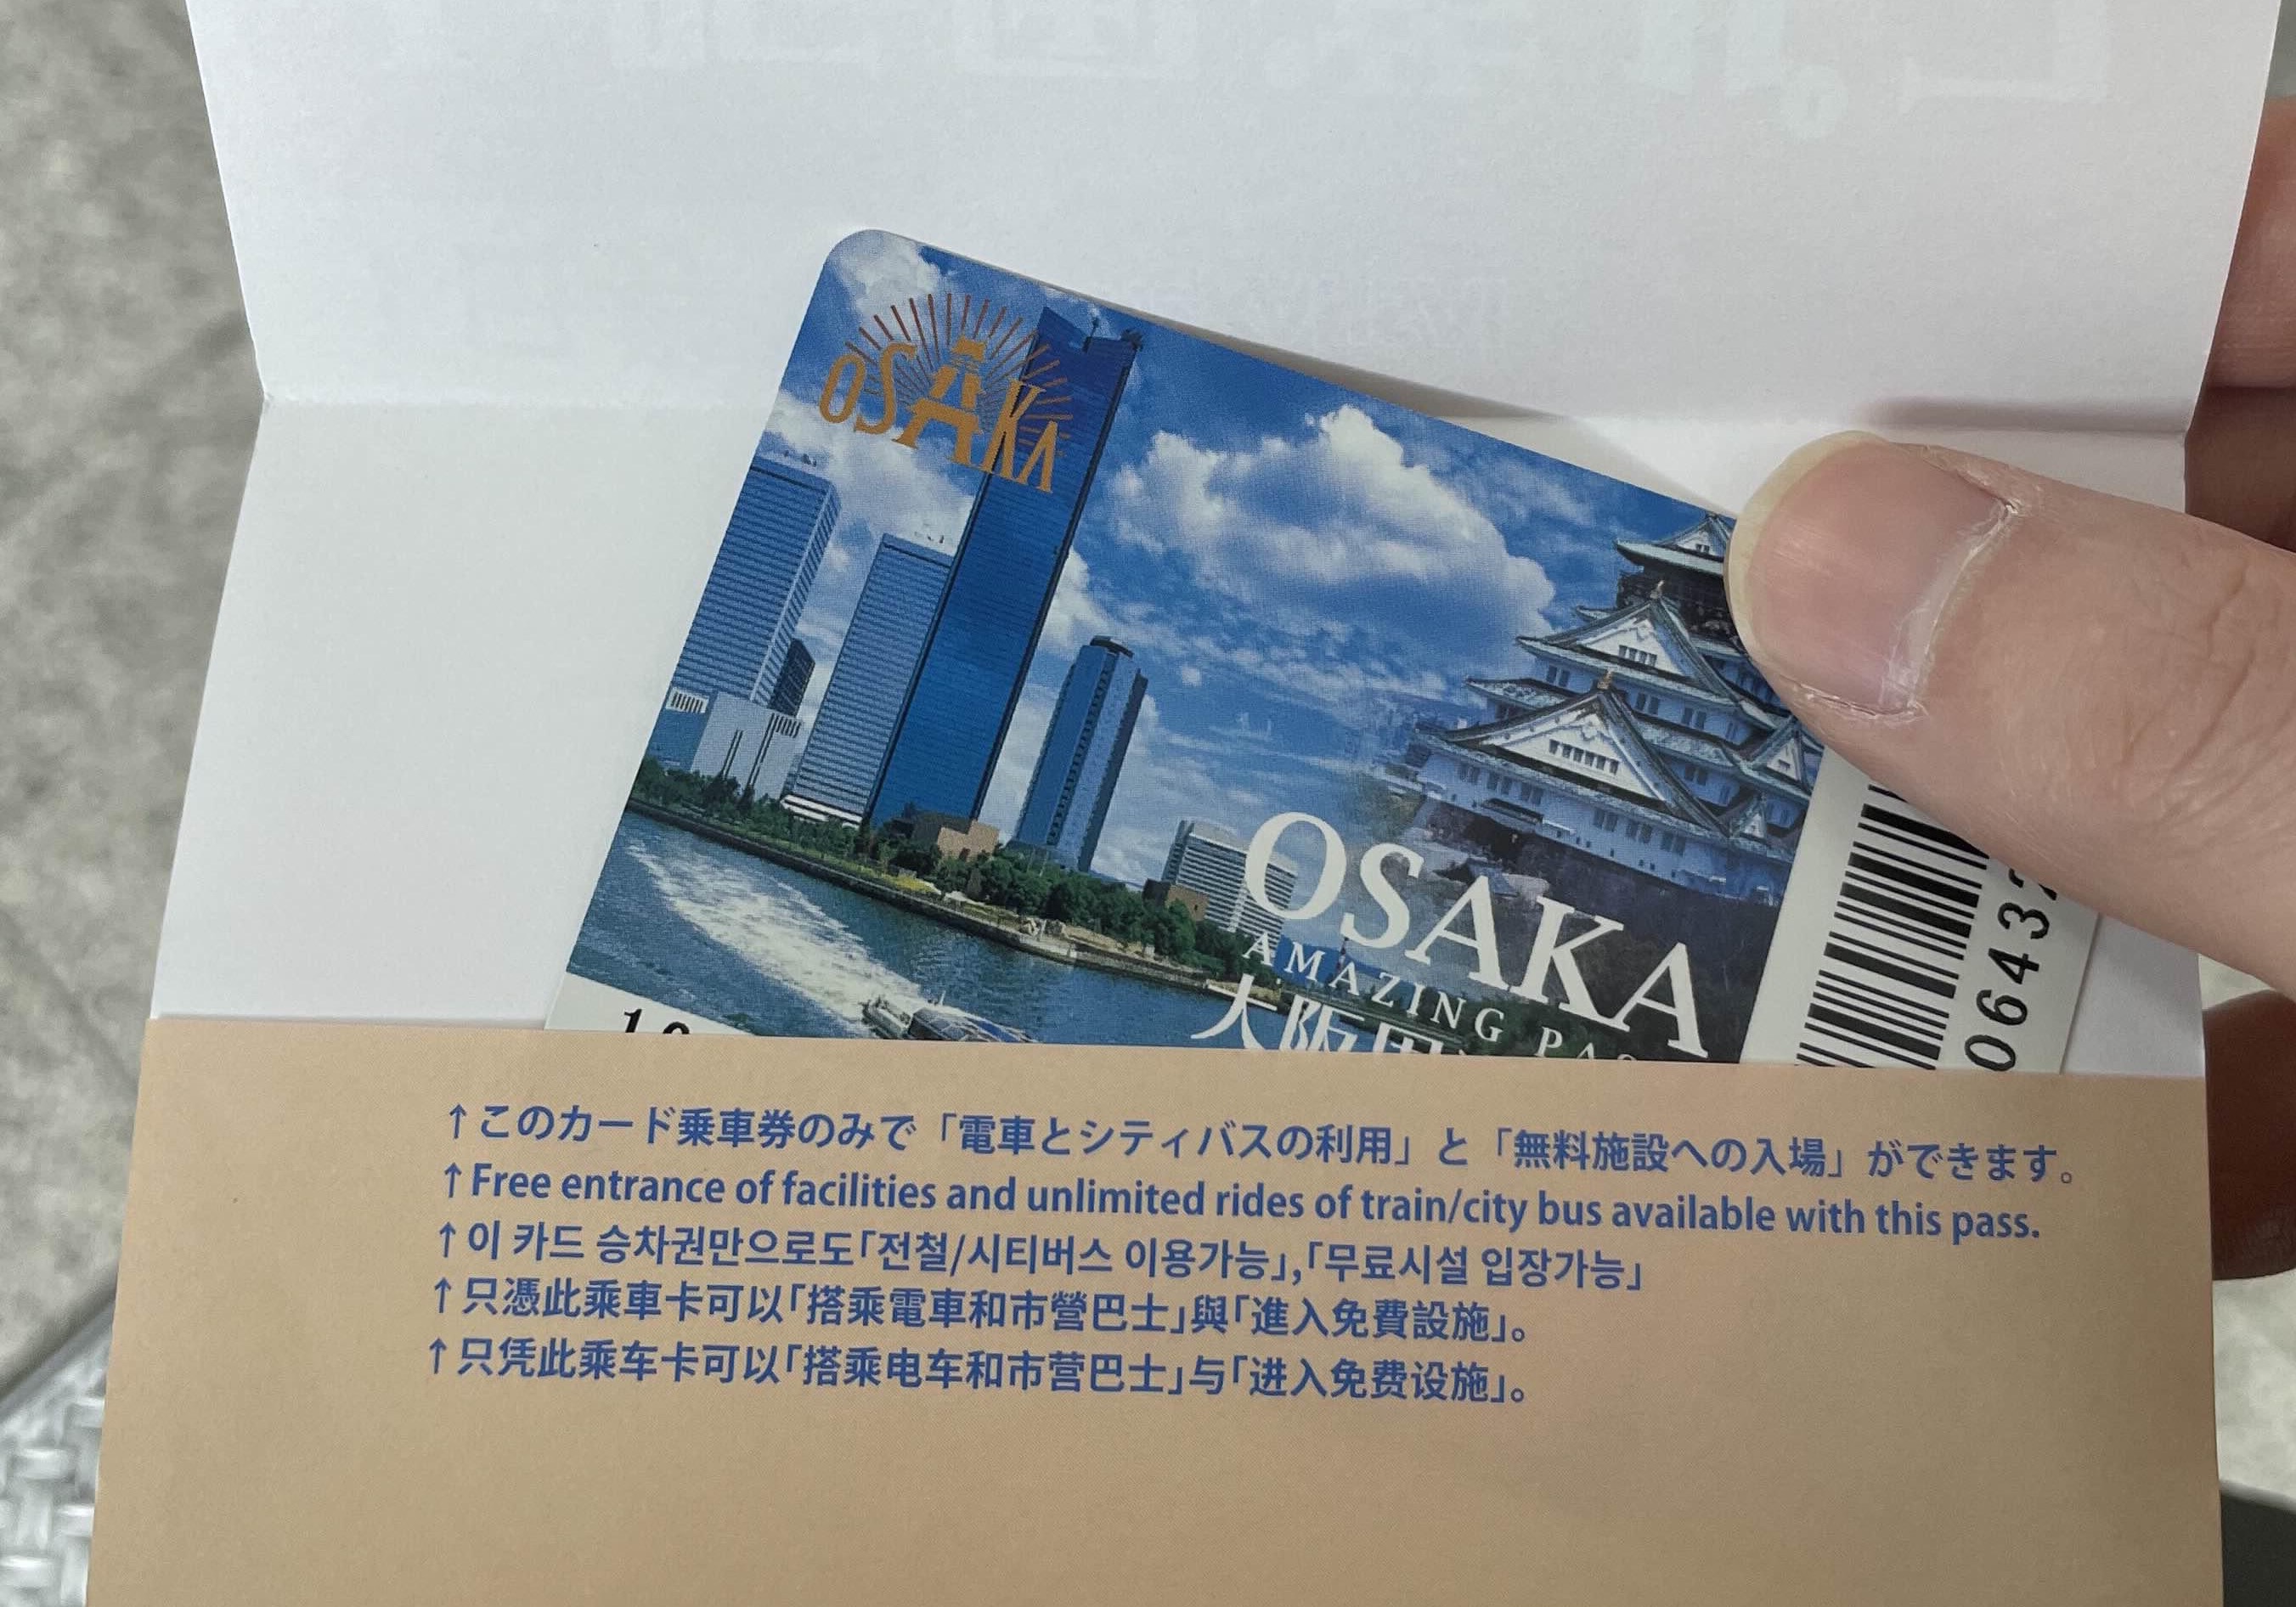 OSAKA
OSAKA
AMAZING
大阪
0643
↑このカード乗車券のみで「電車とシティバスの利用」と「無料施設への入場」ができます。
↑Free entrance of facilities and unlimited rides of train/city bus available with this pass.
↑이 카드 승차권만으로도「전철/시티버스 이용가능」,「무료시설 입장가능」
↑只憑此乘車卡可以「搭乘電車和市營巴士」與「進入免費設施」。
↑只凭此乘车卡可以「搭乘电车和市营巴士」与「进入免费设施」。